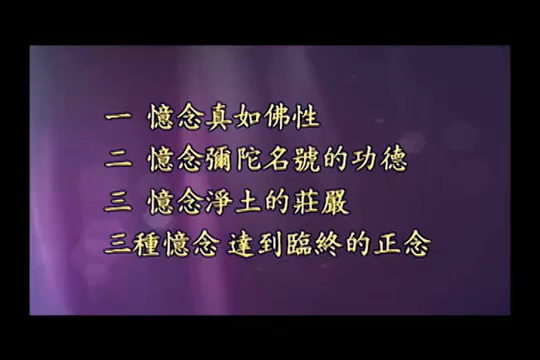 一 憶念真如佛性
二 憶念彌陀名號的功德
三 憶念淨土的莊嚴
三種憶念 達到臨終的正念